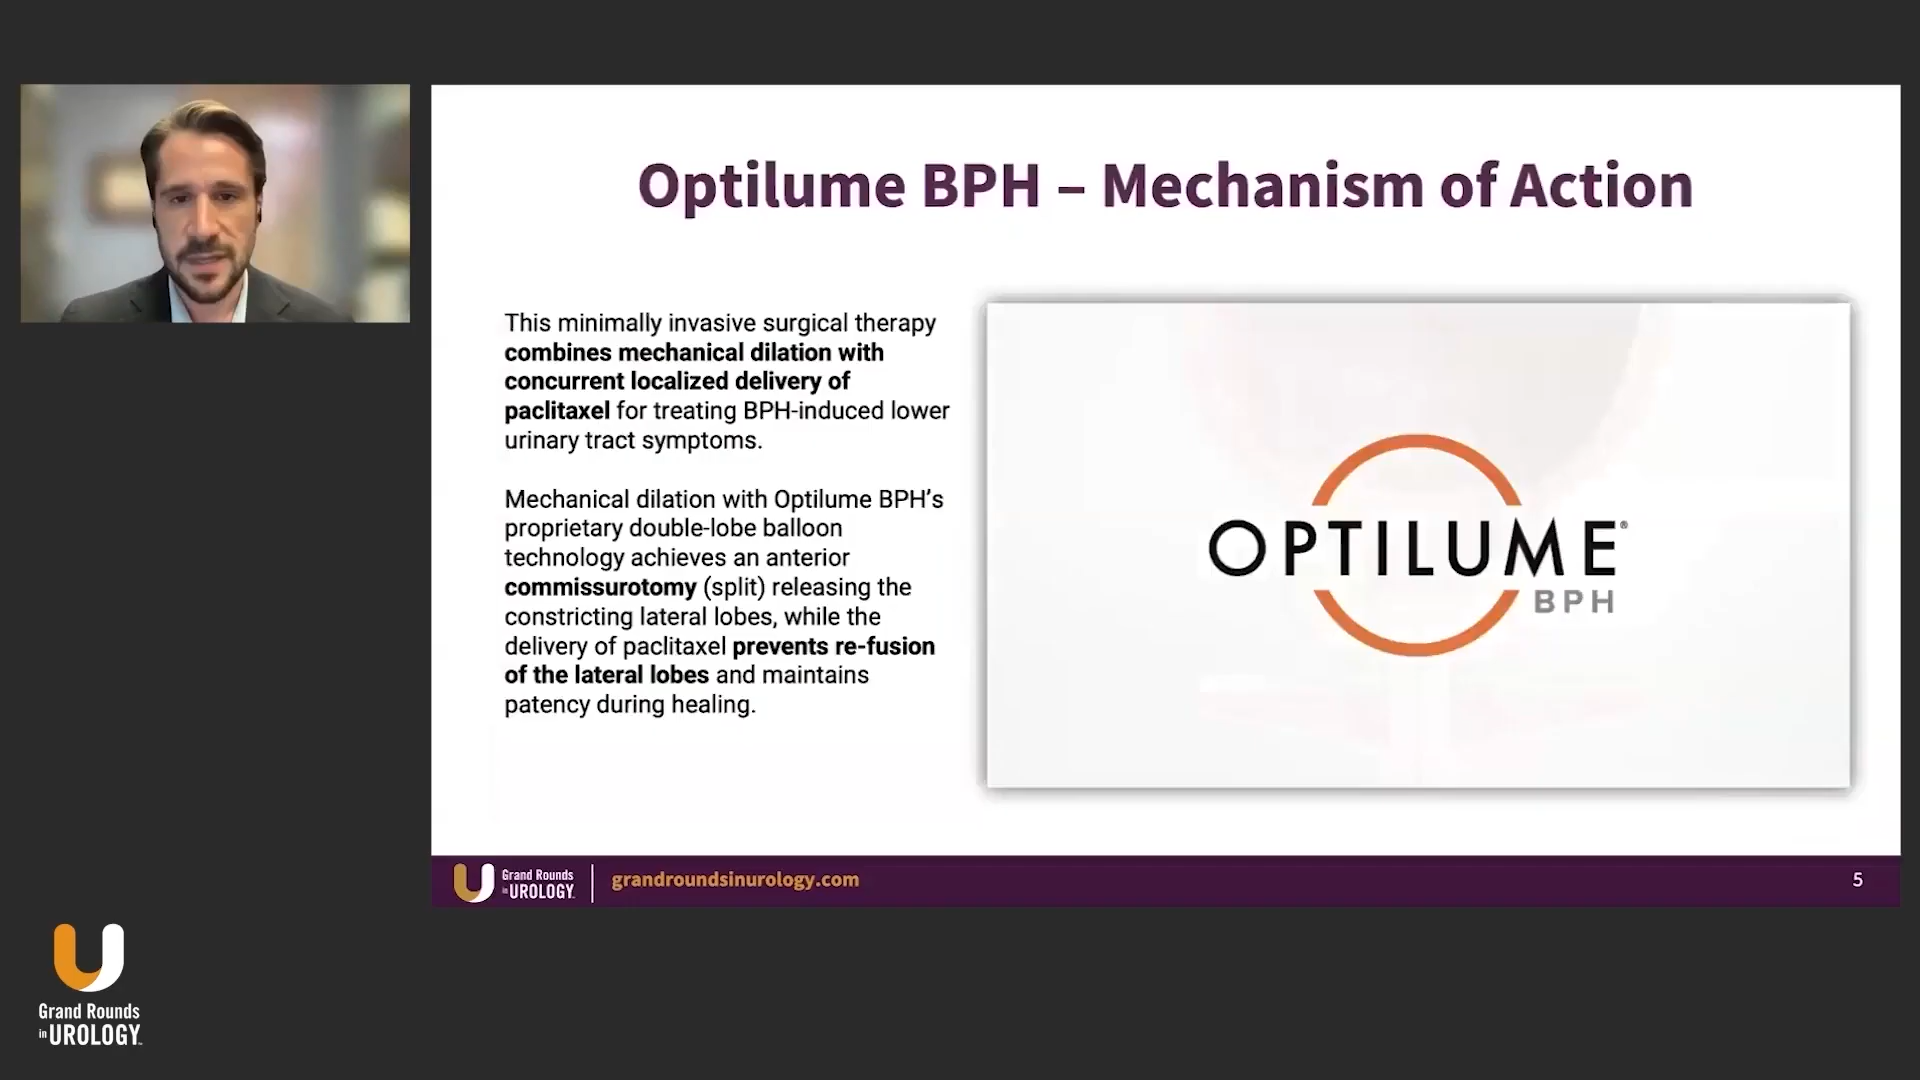 Optilume BPH – Mechanism of Action
This minimally invasive surgical therapy
combines mechanical dilation with
concurrent localized delivery of
paclitaxel for treating BPH-induced lower
urinary tract symptoms.
Mechanical dilation with Optilume BPH’s
proprietary double-lobe balloon
technology achieves an anterior
commissurotomy (split) releasing the
constricting lateral lobes, while the
delivery of paclitaxel prevents re-fusion
of the lateral lobes and maintains
patency during healing.
OPTILUME®
BPH
Grand Rounds
in UROLOGY™
grandroundsinurology.com
5
Grand Rounds
in UROLOGY™